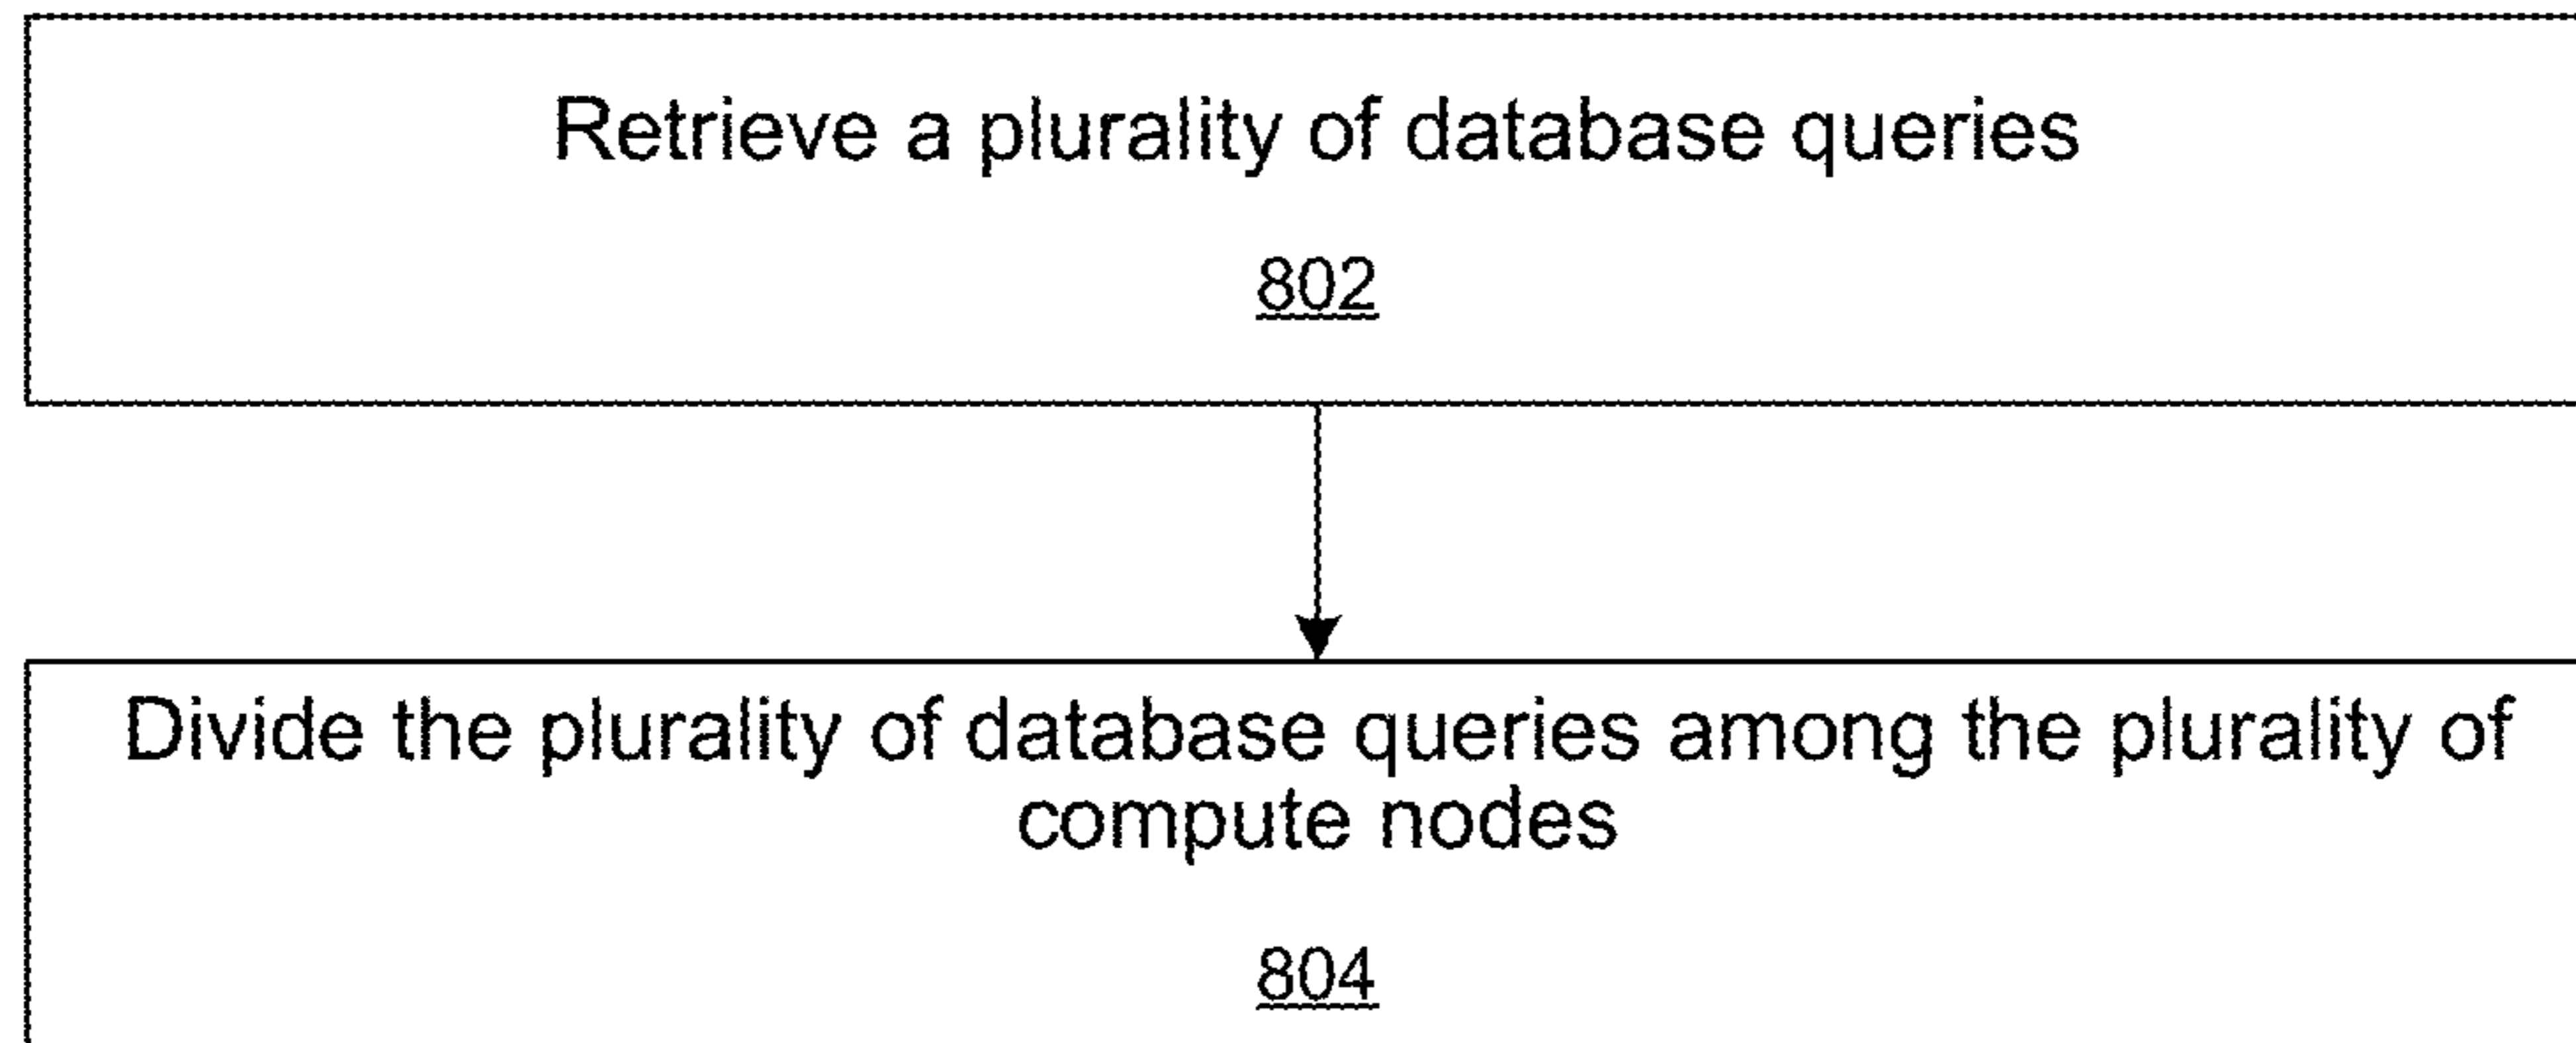 Retrieve a plurality of database queries
802
Divide the plurality of database queries among the plurality of
compute nodes
804